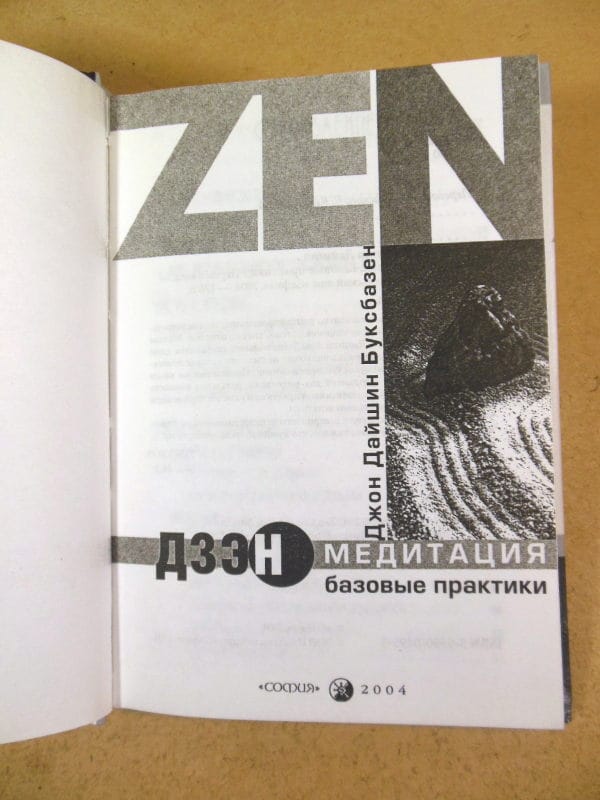 ZEN
Джон Дайшин Буксбазен
ДЗЭН МЕДИТАЦИЯ
базовые практики
«СОФИЯ» 2004